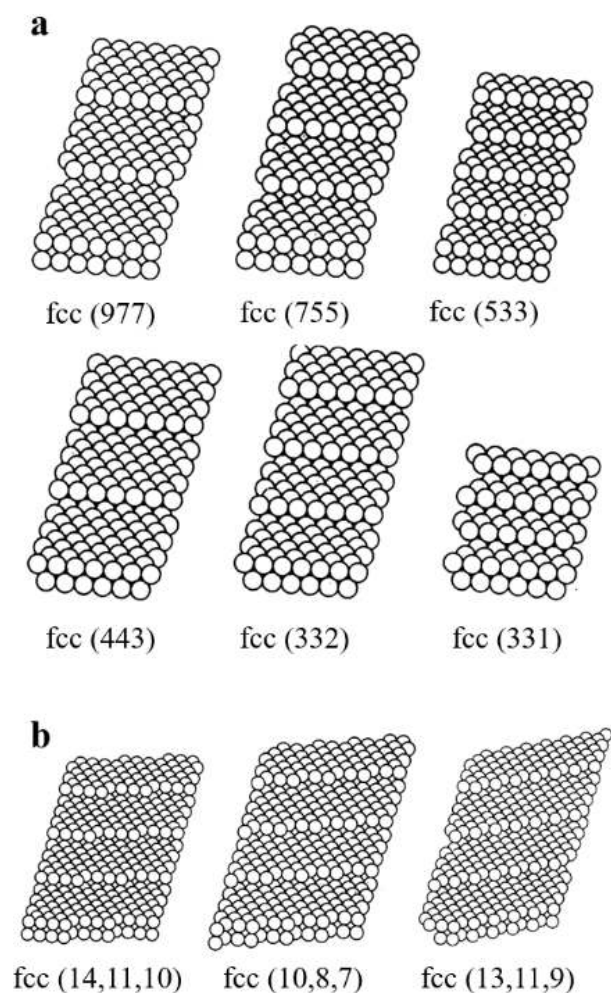 a
fcc (977) fcc (755) fcc (533)
fcc (443) fcc (332) fcc (331)
b
fcc (14,11,10) fcc (10,8,7) fcc (13,11,9)